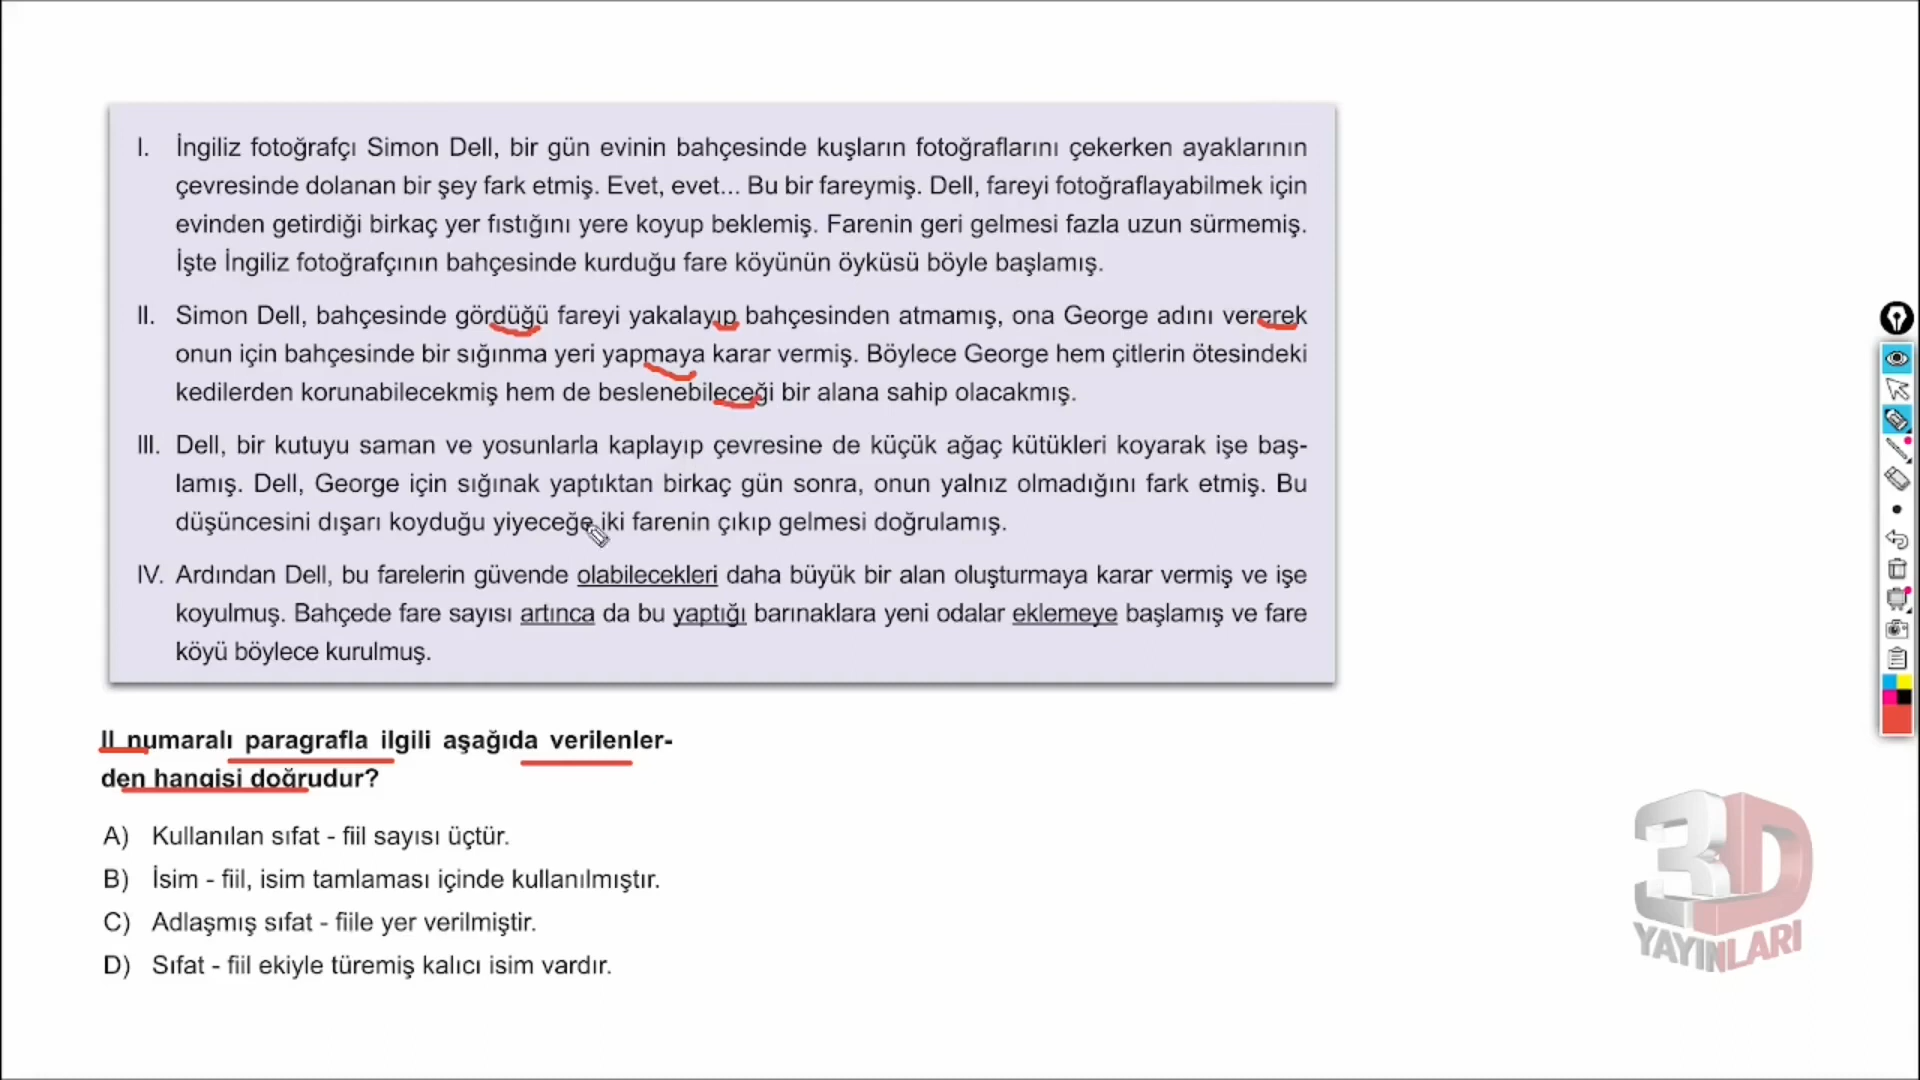 I. İngiliz fotoğrafçı Simon Dell, bir gün evinin bahçesinde kuşların fotoğraflarını çekerken ayaklarının
çevresinde dolanan bir şey fark etmiş. Evet, evet... Bu bir fareymiş. Dell, fareyi fotoğraflayabilmek için
evinden getirdiği birkaç yer fıstığını yere koyup beklemiş. Farenin geri gelmesi fazla uzun sürmemiş.
İşte İngiliz fotoğrafçının bahçesinde kurduğu fare köyünün öyküsü böyle başlamış.
II. Simon Dell, bahçesinde gördüğü fareyi yakalayıp bahçesinden atmamış, ona George adını vererek
onun için bahçesinde bir sığınma yeri yapmaya karar vermiş. Böylece George hem çitlerin ötesindeki
kedilerden korunabilecekmiş hem de beslenebileceği bir alana sahip olacakmış.
III. Dell, bir kutuyu saman ve yosunlarla kaplayıp çevresine de küçük ağaç kütükleri koyarak işe baş-
lamış. Dell, George için sığınak yaptıktan birkaç gün sonra, onun yalnız olmadığını fark etmiş. Bu
düşüncesini dışarı koyduğu yiyeceğe iki farenin çıkıp gelmesi doğrulamış.
IV. Ardından Dell, bu farelerin güvende olabilecekleri daha büyük bir alan oluşturmaya karar vermiş ve işe
koyulmuş. Bahçede fare sayısı artınca da bu yaptığı barınaklara yeni odalar eklemeye başlamış ve fare
köyü böylece kurulmuş.
II numaralı paragrafla ilgili aşağıda verilenler-
den hangisi doğrudur?
A) Kullanılan sıfat - fiil sayısı üçtür.
B) İsim - fiil, isim tamlaması içinde kullanılmıştır.
C) Adlaşmış sıfat - fiile yer verilmiştir.
D) Sıfat - fiil ekiyle türemiş kalıcı isim vardır.
3D
YAYINLARI